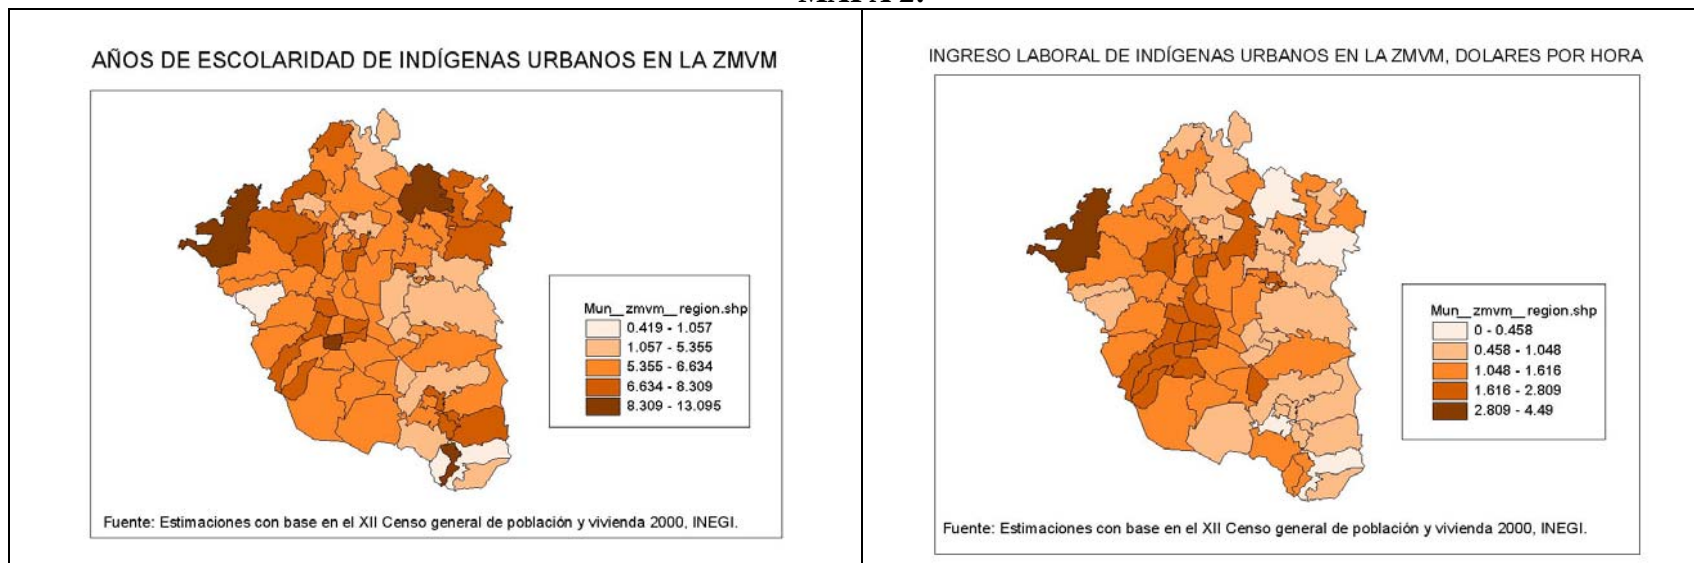 MAPA 2.
AÑOS DE ESCOLARIDAD DE INDÍGENAS URBANOS EN LA ZMVM
Mun__zmvm__region.shp
0.419 - 1.057
1.057 - 5.355
5.355 - 6.634
6.634 - 8.309
8.309 - 13.095
Fuente: Estimaciones con base en el XII Censo general de población y vivienda 2000, INEGI.
INGRESO LABORAL DE INDÍGENAS URBANOS EN LA ZMVM, DOLARES POR HORA
Mun__zmvm__region.shp
0 - 0.458
0.458 - 1.048
1.048 - 1.616
1.616 - 2.809
2.809 - 4.49
Fuente: Estimaciones con base en el XII Censo general de población y vivienda 2000, INEGI.